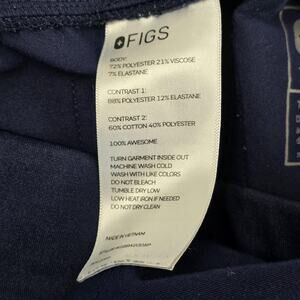 FIGS
BODY:
72% POLYESTER 21% VISCOSE
7% ELASTANE
CONTRAST 1:
88% POLYESTER 12% ELASTANE
CONTRAST 2:
60% COTTON 40% POLYESTER
100% AWESOME
TURN GARMENT INSIDE OUT
MACHINE WASH COLD
WASH WITH LIKE COLORS
DO NOT BLEACH
TUMBLE DRY LOW
LOW HEAT IRON IF NEEDED
DO NOT DRY CLEAN
MADE IN VIETNAM